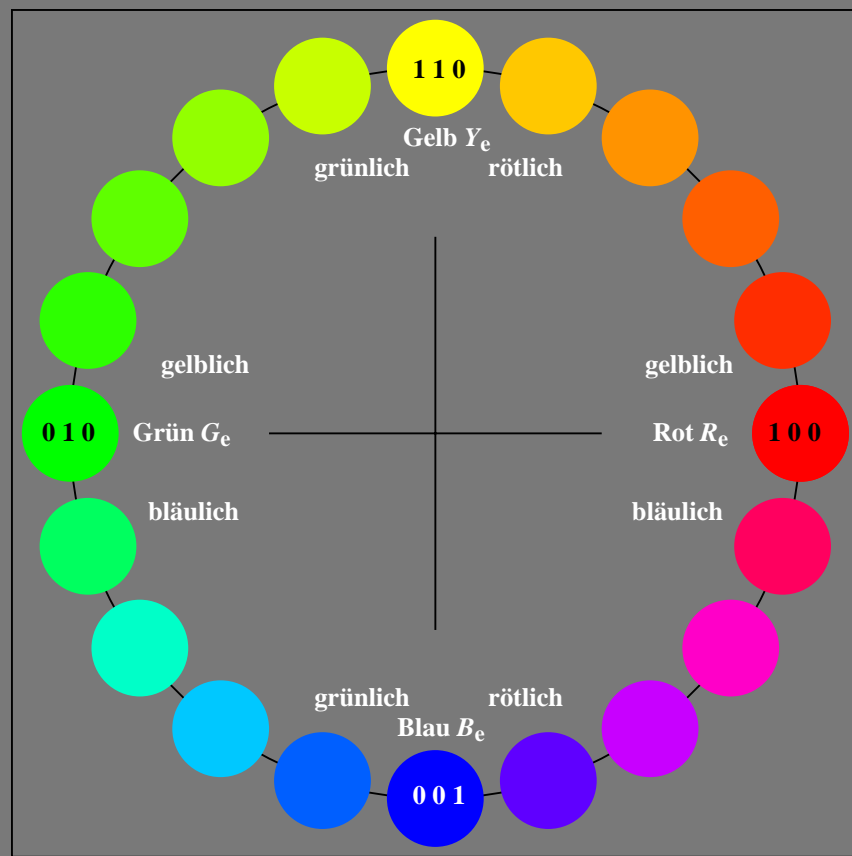 1 1 0
Gelb Yₑ
grünlich rötlich
gelblich gelblich
0 1 0 Grün Gₑ Rot Rₑ 1 0 0
bläulich bläulich
grünlich rötlich
Blau Bₑ
0 0 1